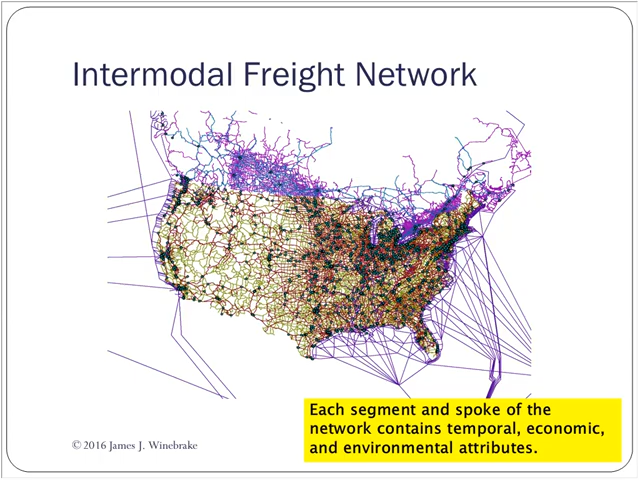 Intermodal Freight Network
Each segment and spoke of the
network contains temporal, economic,
and environmental attributes.
© 2016 James J. Winebrake